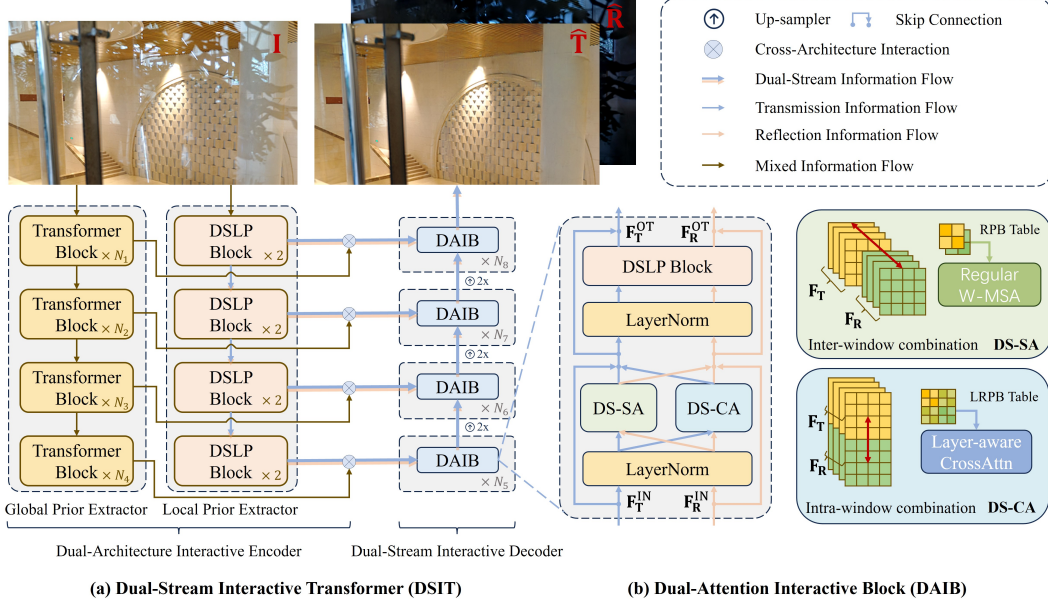 I
R̂
T̂
Up-sampler
Skip Connection
Cross-Architecture Interaction
Dual-Stream Information Flow
Transmission Information Flow
Reflection Information Flow
Mixed Information Flow
Transformer
Block × N₁
DSLP
Block × 2
DAIB
× N₈
2x
Transformer
Block × N₂
DSLP
Block × 2
DAIB
× N₇
2x
Transformer
Block × N₃
DSLP
Block × 2
DAIB
× N₆
2x
Transformer
Block × N₄
DSLP
Block × 2
DAIB
× N₅
Global Prior Extractor
Local Prior Extractor
Dual-Architecture Interactive Encoder
Dual-Stream Interactive Decoder
(a) Dual-Stream Interactive Transformer (DSIT)
F_T^OT
F_R^OT
DSLP Block
LayerNorm
DS-SA
DS-CA
LayerNorm
F_T^IN
F_R^IN
(b) Dual-Attention Interactive Block (DAIB)
RPB Table
F_T
F_R
Regular
W-MSA
Inter-window combination DS-SA
LRPB Table
F_T
F_R
Layer-aware
CrossAttn
Intra-window combination DS-CA